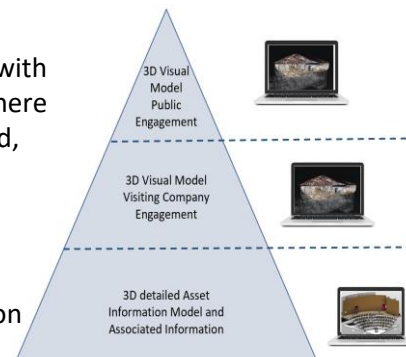 with
here
d,
on
3D Visual
Model
Public
Engagement
3D Visual Model
Visiting Company
Engagement
3D detailed Asset
Information Model and
Associated Information